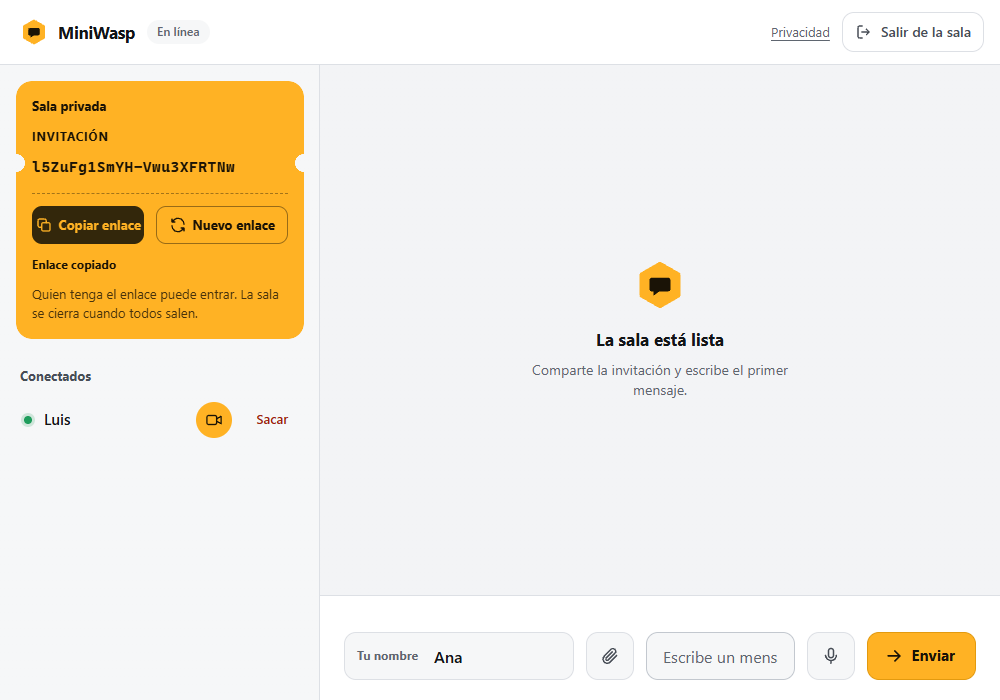 MiniWasp
En línea
Privacidad
Salir de la sala
Sala privada
INVITACIÓN
l5ZuFg1SmYH-Vwu3XFRTNw
Copiar enlace
Nuevo enlace
Enlace copiado
Quien tenga el enlace puede entrar. La sala
se cierra cuando todos salen.
Conectados
Luis
Sacar
La sala está lista
Comparte la invitación y escribe el primer
mensaje.
Tu nombre
Ana
Escribe un mens
Enviar